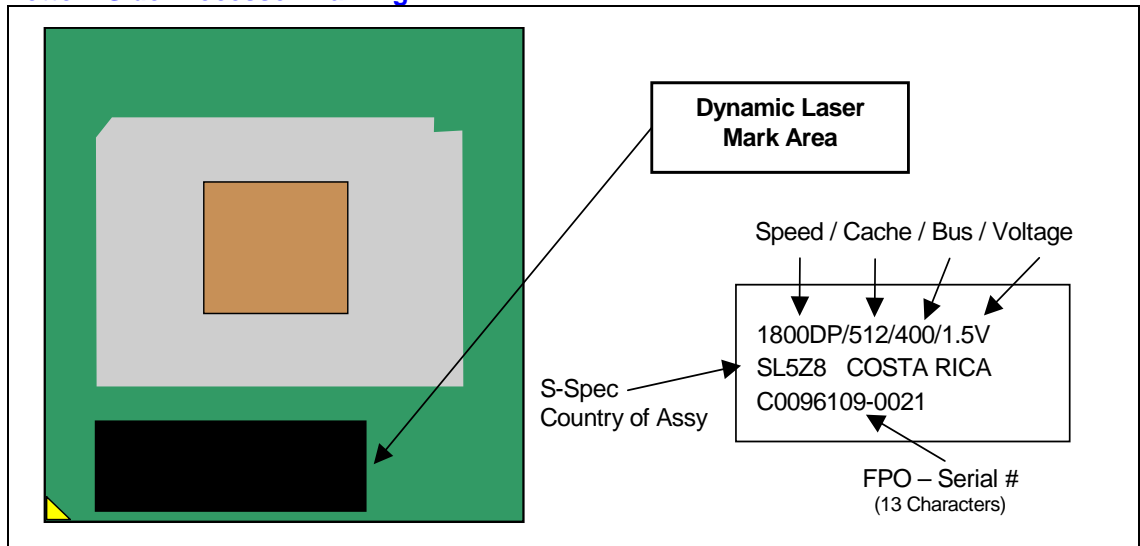 Dynamic Laser
Mark Area
Speed / Cache / Bus / Voltage
1800DP/512/400/1.5V
SL5Z8 COSTA RICA
C0096109-0021
S-Spec
Country of Assy
FPO – Serial #
(13 Characters)